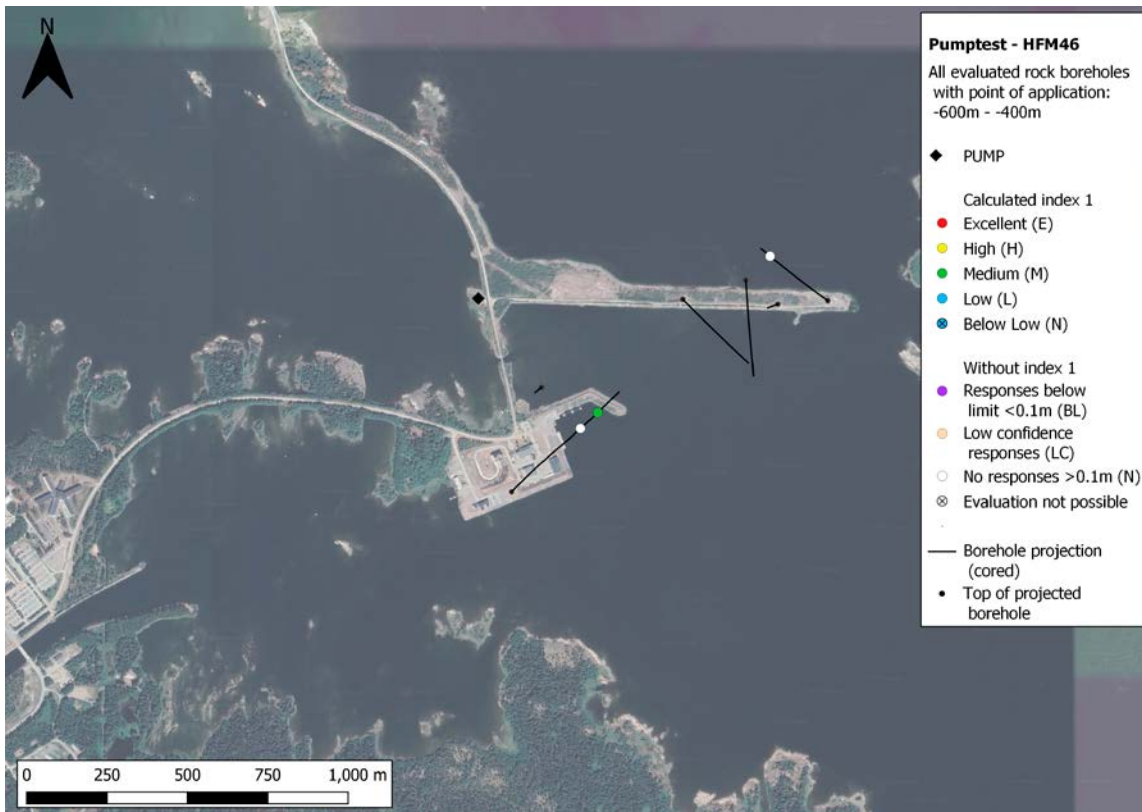 N
Pumptest - HFM46
All evaluated rock boreholes
with point of application:
-600m - -400m
PUMP
Calculated index 1
Excellent (E)
High (H)
Medium (M)
Low (L)
Below Low (N)
Without index 1
Responses below
limit <0.1m (BL)
Low confidence
responses (LC)
No responses >0.1m (N)
Evaluation not possible
Borehole projection
(cored)
Top of projected
borehole
0 250 500 750 1,000 m